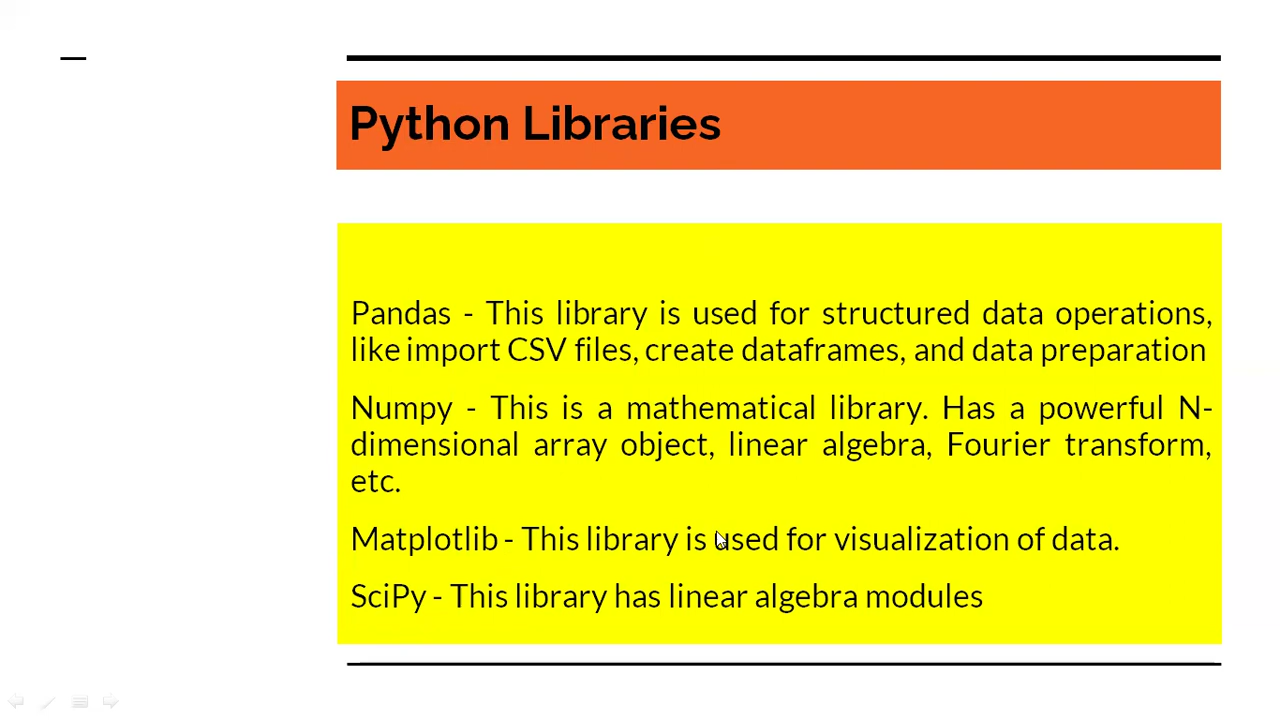 Python Libraries
Pandas - This library is used for structured data operations,
like import CSV files, create dataframes, and data preparation
Numpy - This is a mathematical library. Has a powerful N-
dimensional array object, linear algebra, Fourier transform,
etc.
Matplotlib - This library is used for visualization of data.
SciPy - This library has linear algebra modules